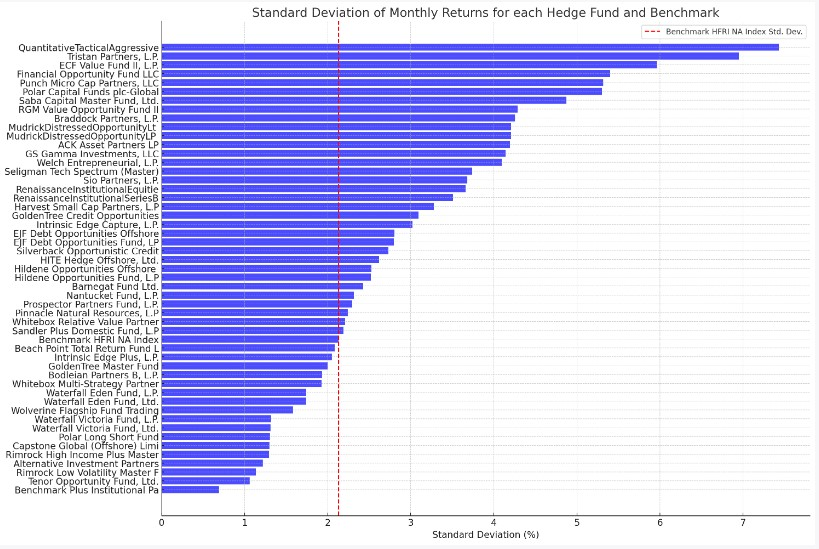 Standard Deviation of Monthly Returns for each Hedge Fund and Benchmark
Benchmark HFRI NA Index Std. Dev.
QuantitativeTacticalAggressive
Tristan Partners, L.P.
ECF Value Fund II, L.P.
Financial Opportunity Fund LLC
Punch Micro Cap Partners, LLC
Polar Capital Funds plc-Global
Saba Capital Master Fund, Ltd.
RGM Value Opportunity Fund II
Braddock Partners, L.P.
MudrickDistressedOpportunityLt
MudrickDistressedOpportunityLP
ACK Asset Partners LP
GS Gamma Investments, LLC
Welch Entrepreneurial, L.P.
Seligman Tech Spectrum (Master)
Sio Partners, L.P.
RenaissanceInstitutionalEquitie
RenaissanceInstitutionalSeriesB
Harvest Small Cap Partners, L.P
GoldenTree Credit Opportunities
Intrinsic Edge Capture, L.P.
EJF Debt Opportunities Offshore
EJF Debt Opportunities Fund, LP
Silverback Opportunistic Credit
HITE Hedge Offshore, Ltd.
Hildene Opportunities Offshore
Hildene Opportunities Fund, L.P
Barnegat Fund Ltd.
Nantucket Fund, L.P.
Prospector Partners Fund, L.P.
Pinnacle Natural Resources, L.P
Whitebox Relative Value Partner
Sandler Plus Domestic Fund, L.P
Benchmark HFRI NA Index
Beach Point Total Return Fund L
Intrinsic Edge Plus, L.P.
GoldenTree Master Fund
Bodleian Partners B, L.P.
Whitebox Multi-Strategy Partner
Waterfall Eden Fund, L.P.
Waterfall Eden Fund, Ltd.
Wolverine Flagship Fund Trading
Waterfall Victoria Fund, L.P.
Waterfall Victoria Fund, Ltd.
Polar Long Short Fund
Capstone Global (Offshore) Limi
Rimrock High Income Plus Master
Alternative Investment Partners
Rimrock Low Volatility Master F
Tenor Opportunity Fund, Ltd.
Benchmark Plus Institutional Pa
0 1 2 3 4 5 6 7
Standard Deviation (%)